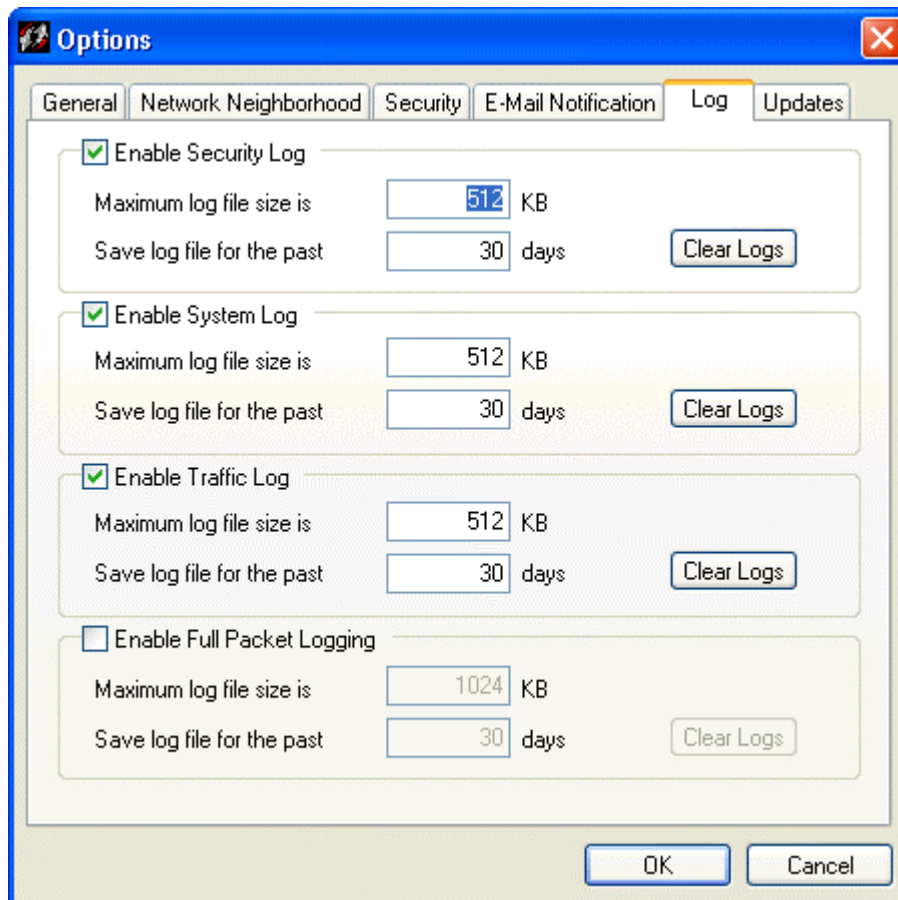 Options
General Network Neighborhood Security E-Mail Notification Log Updates
Enable Security Log
Maximum log file size is 512 KB
Save log file for the past 30 days Clear Logs
Enable System Log
Maximum log file size is 512 KB
Save log file for the past 30 days Clear Logs
Enable Traffic Log
Maximum log file size is 512 KB
Save log file for the past 30 days Clear Logs
Enable Full Packet Logging
Maximum log file size is 1024 KB
Save log file for the past 30 days Clear Logs
OK Cancel